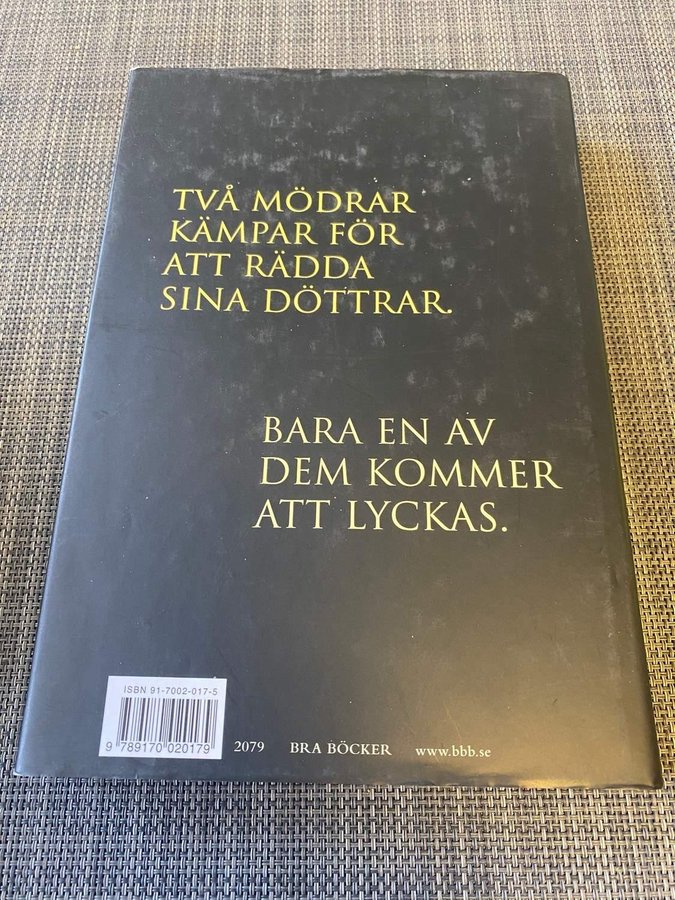 TVÅ MÖDRAR
KÄMPAR FÖR
ATT RÄDDA
SINA DÖTTRAR.
BARA EN AV
DEM KOMMER
ATT LYCKAS.
ISBN 91-7002-017-5
9 789170 020179
2079 BRA BÖCKER www.bbb.se